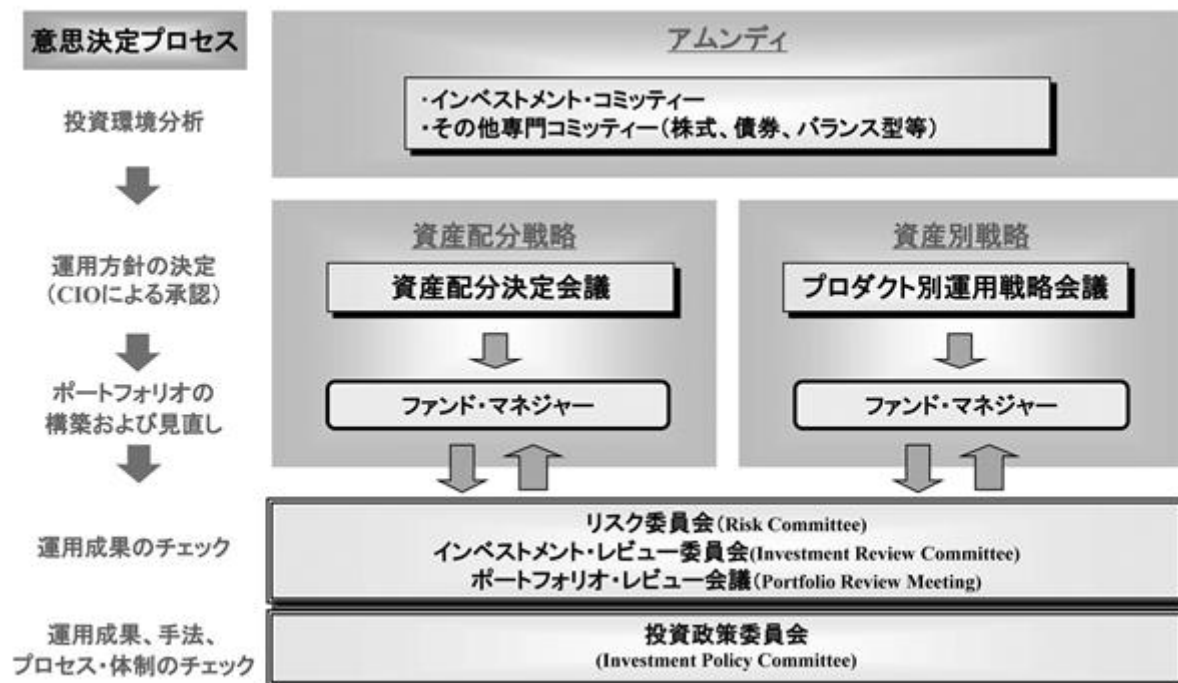 意思決定プロセス
アムンディ
投資環境分析
・インベストメント・コミッティー
・その他専門コミッティー(株式、債券、バランス型等)
運用方針の決定
(CIOによる承認)
資産配分戦略
資産配分決定会議
資産別戦略
プロダクト別運用戦略会議
ポートフォリオの
構築および見直し
ファンド・マネジャー
ファンド・マネジャー
運用成果のチェック
リスク委員会(Risk Committee)
インベストメント・レビュー委員会(Investment Review Committee)
ポートフォリオ・レビュー会議(Portfolio Review Meeting)
運用成果、手法、
プロセス・体制のチェック
投資政策委員会
(Investment Policy Committee)